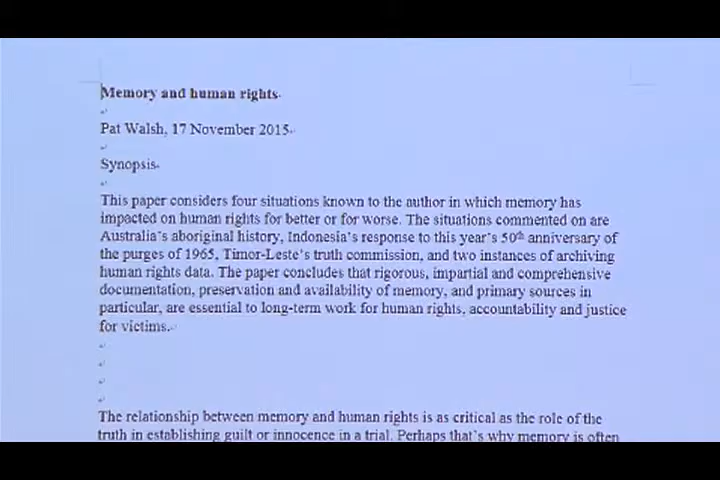 Memory and human rights
Pat Walsh, 17 November 2015
Synopsis
This paper considers four situations known to the author in which memory has
impacted on human rights for better or for worse. The situations commented on are
Australia's aboriginal history, Indonesia's response to this year's 50th anniversary of
the purges of 1965, Timor-Leste's truth commission, and two instances of archiving
human rights data. The paper concludes that rigorous, impartial and comprehensive
documentation, preservation and availability of memory, and primary sources in
particular, are essential to long-term work for human rights, accountability and justice
for victims.
The relationship between memory and human rights is as critical as the role of the
truth in establishing guilt or innocence in a trial. Perhaps that's why memory is often